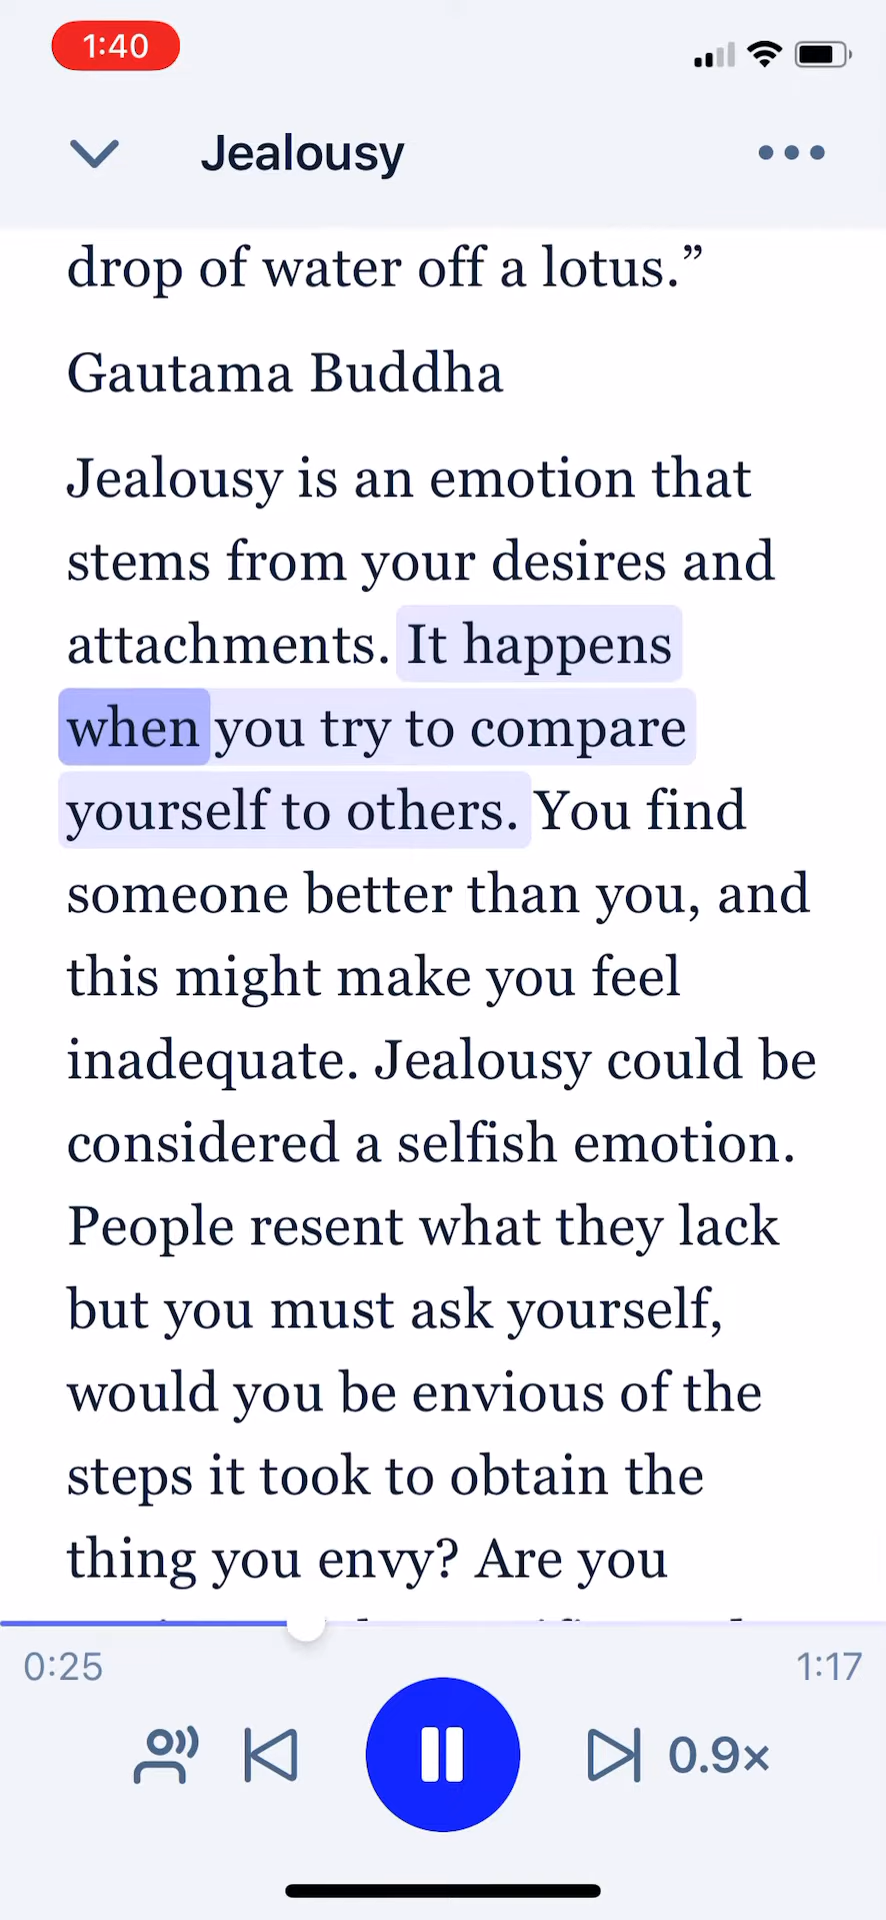 1:40
Jealousy
drop of water off a lotus.”
Gautama Buddha
Jealousy is an emotion that
stems from your desires and
attachments. It happens
when you try to compare
yourself to others. You find
someone better than you, and
this might make you feel
inadequate. Jealousy could be
considered a selfish emotion.
People resent what they lack
but you must ask yourself,
would you be envious of the
steps it took to obtain the
thing you envy? Are you
0:25
1:17
0.9×